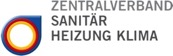 ZENTRALVERBAND
SANITÄR
HEIZUNG KLIMA